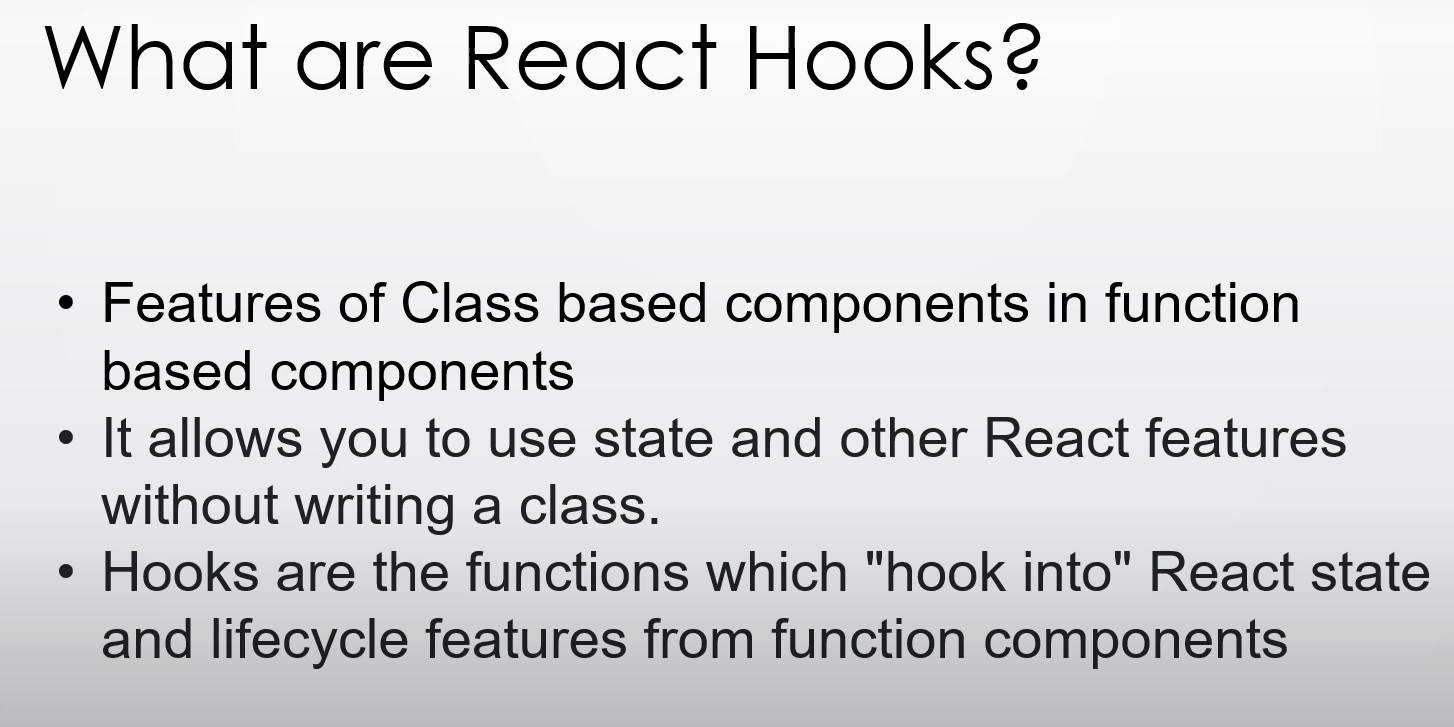 What are React Hooks?
• Features of Class based components in function
based components
• It allows you to use state and other React features
without writing a class.
• Hooks are the functions which "hook into" React state
and lifecycle features from function components